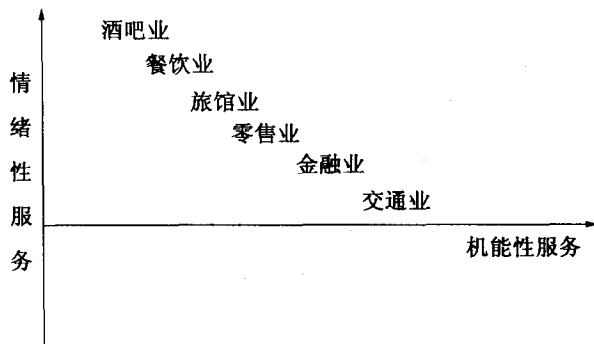 酒吧业
餐饮业
旅馆业
零售业
金融业
交通业
情绪性服务
机能性服务